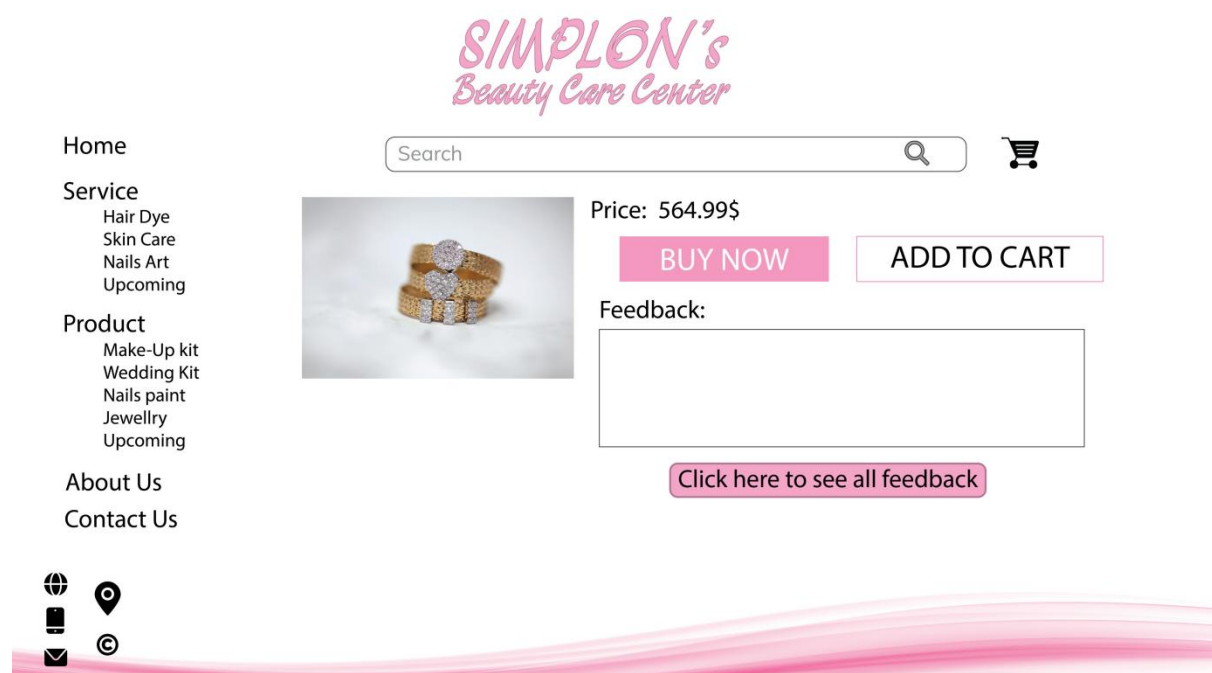 SIMPLON's
Beauty Care Center
Home
Search
Service
Hair Dye
Skin Care
Nails Art
Upcoming
Product
Make-Up kit
Wedding Kit
Nails paint
Jewellry
Upcoming
About Us
Contact Us
Price: 564.99$
BUY NOW
ADD TO CART
Feedback:
Click here to see all feedback
©